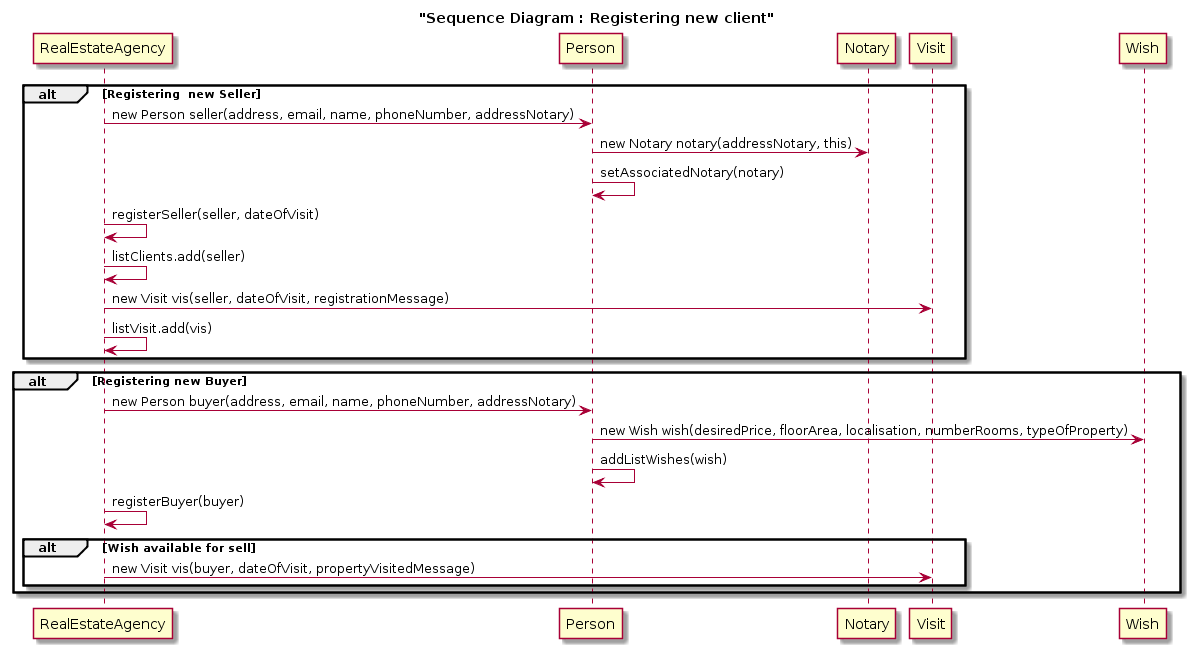 "Sequence Diagram : Registering new client"
RealEstateAgency Person Notary Visit Wish
alt [Registering  new Seller]
new Person seller(address, email, name, phoneNumber, addressNotary)
new Notary notary(addressNotary, this)
setAssociatedNotary(notary)
registerSeller(seller, dateOfVisit)
listClients.add(seller)
new Visit vis(seller, dateOfVisit, registrationMessage)
listVisit.add(vis)
alt [Registering new Buyer]
new Person buyer(address, email, name, phoneNumber, addressNotary)
new Wish wish(desiredPrice, floorArea, localisation, numberRooms, typeOfProperty)
addListWishes(wish)
registerBuyer(buyer)
alt [Wish available for sell]
new Visit vis(buyer, dateOfVisit, propertyVisitedMessage)
RealEstateAgency Person Notary Visit Wish